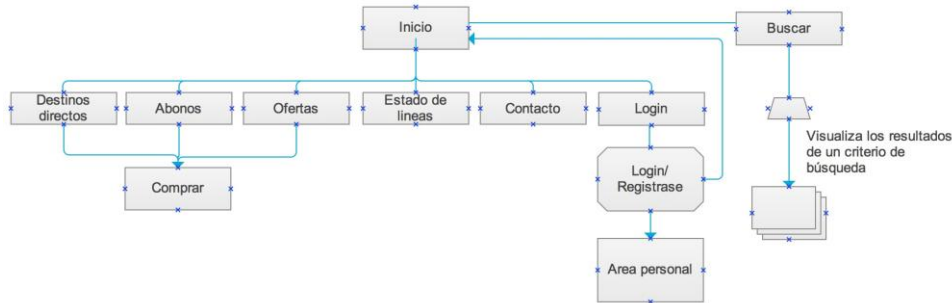 Inicio
Buscar
Destinos
directos
Abonos
Ofertas
Estado de
lineas
Contacto
Login
Visualiza los resultados
de un criterio de
búsqueda
Login/
Registrase
Comprar
Area personal